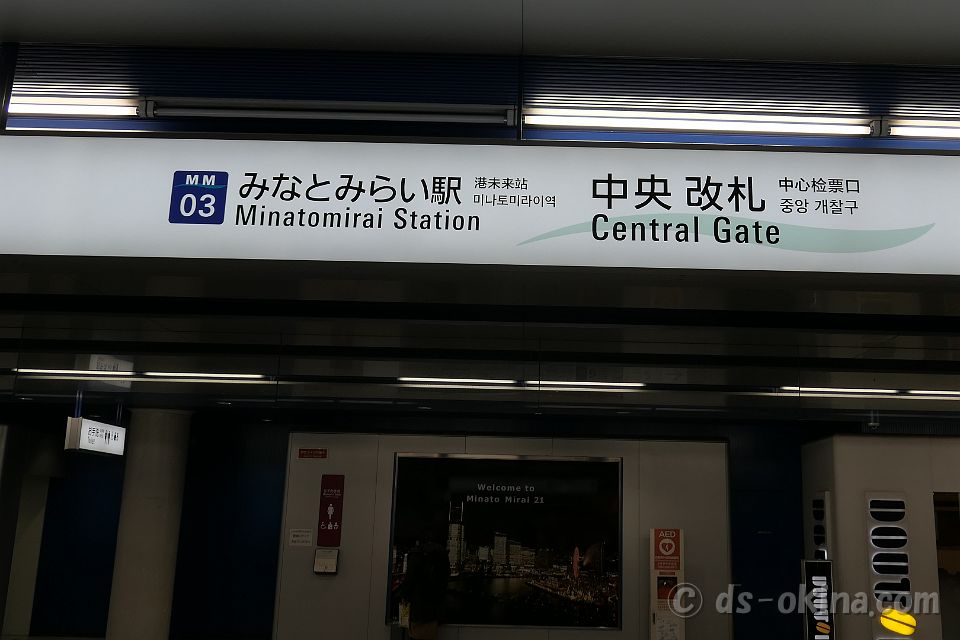 MM
03
みなとみらい駅
港未来站
미나토미라이역
Minatomirai Station
中央 改札
中心检票口
중앙 개찰구
Central Gate
Welcome to
Minato Mirai 21
AED
© ds-okina.com